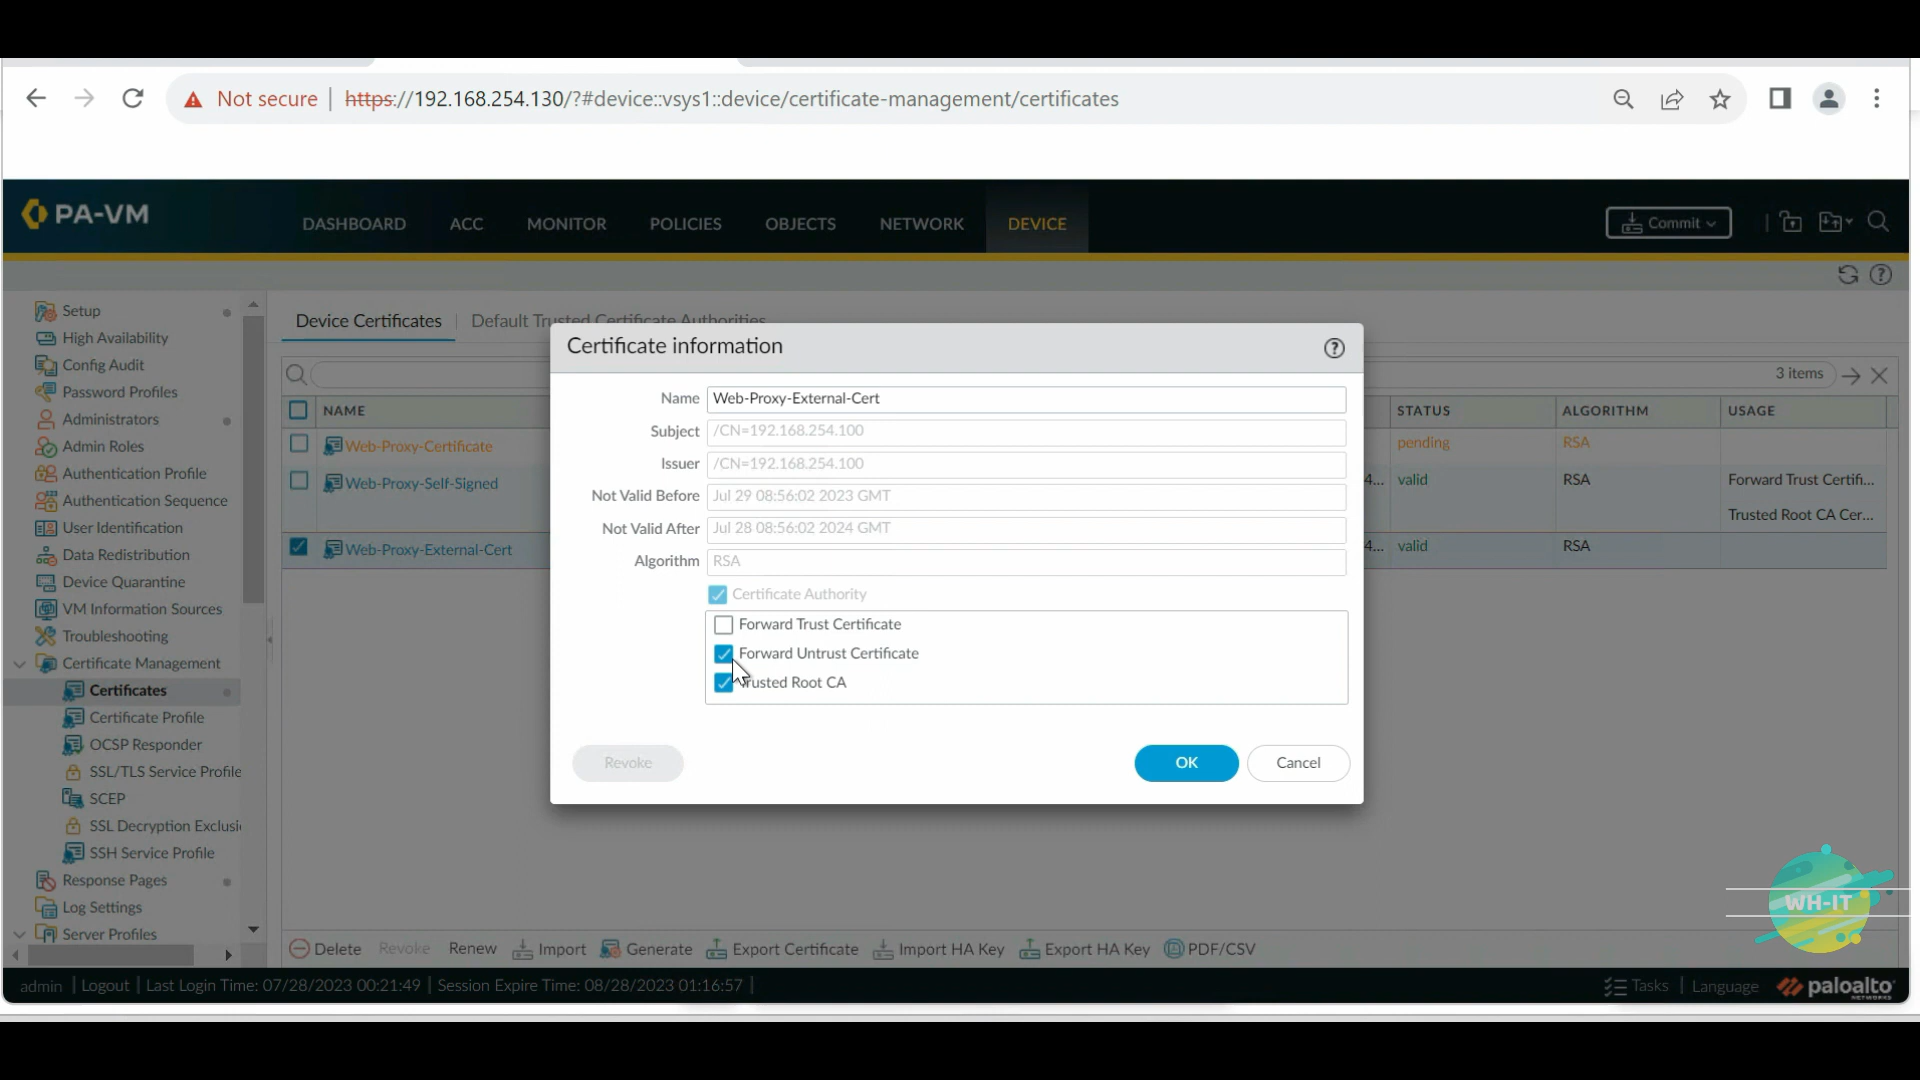 Not secure | https://192.168.254.130/?#device::vsys1::device/certificate-management/certificates
PA-VM
DASHBOARD ACC MONITOR POLICIES OBJECTS NETWORK DEVICE
Commit
Setup
High Availability
Config Audit
Password Profiles
Administrators
Admin Roles
Authentication Profile
Authentication Sequence
User Identification
Data Redistribution
Device Quarantine
VM Information Sources
Troubleshooting
Certificate Management
Certificates
Certificate Profile
OCSP Responder
SSL/TLS Service Profile
SCEP
SSL Decryption Exclusi
SSH Service Profile
Response Pages
Log Settings
Server Profiles
Device Certificates Default Trusted Certificate Authorities
3 items
NAME STATUS ALGORITHM USAGE
Web-Proxy-Certificate pending RSA
Web-Proxy-Self-Signed 4... valid RSA Forward Trust Certifi...
Trusted Root CA Cer...
Web-Proxy-External-Cert 4... valid RSA
Certificate information
Name Web-Proxy-External-Cert
Subject /CN=192.168.254.100
Issuer /CN=192.168.254.100
Not Valid Before Jul 29 08:56:02 2023 GMT
Not Valid After Jul 28 08:56:02 2024 GMT
Algorithm RSA
Certificate Authority
Forward Trust Certificate
Forward Untrust Certificate
Trusted Root CA
Revoke OK Cancel
WH-IT
Delete Revoke Renew Import Generate Export Certificate Import HA Key Export HA Key PDF/CSV
admin | Logout | Last Login Time: 07/28/2023 00:21:49 | Session Expire Time: 08/28/2023 01:16:57 |
Tasks | Language paloalto
NETWORKS